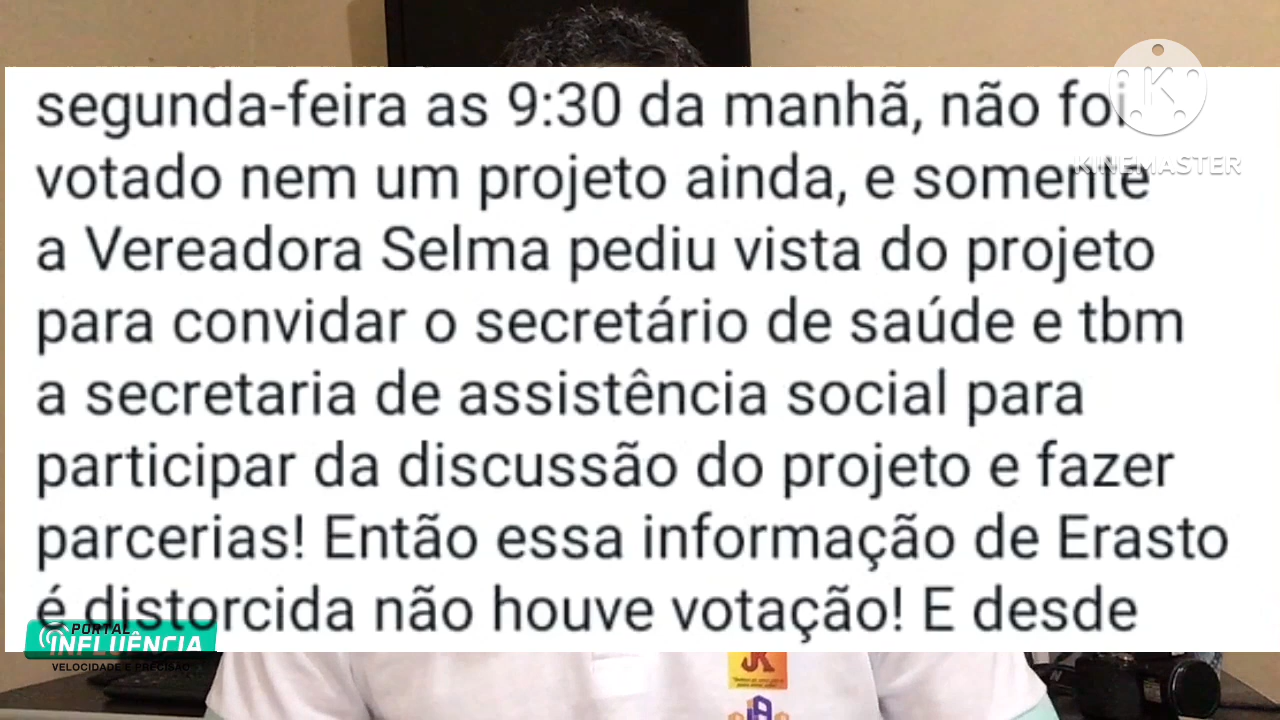 segunda-feira as 9:30 da manhã, não foi
KINEMASTER
votado nem um projeto ainda, e somente
a Vereadora Selma pediu vista do projeto
para convidar o secretário de saúde e tbm
a secretaria de assistência social para
participar da discussão do projeto e fazer
parcerias! Então essa informação de Erasto
é distorcida não houve votação! E desde
PORTAL
INFLUÊNCIA
VELOCIDADE E PRECISÃO
JK